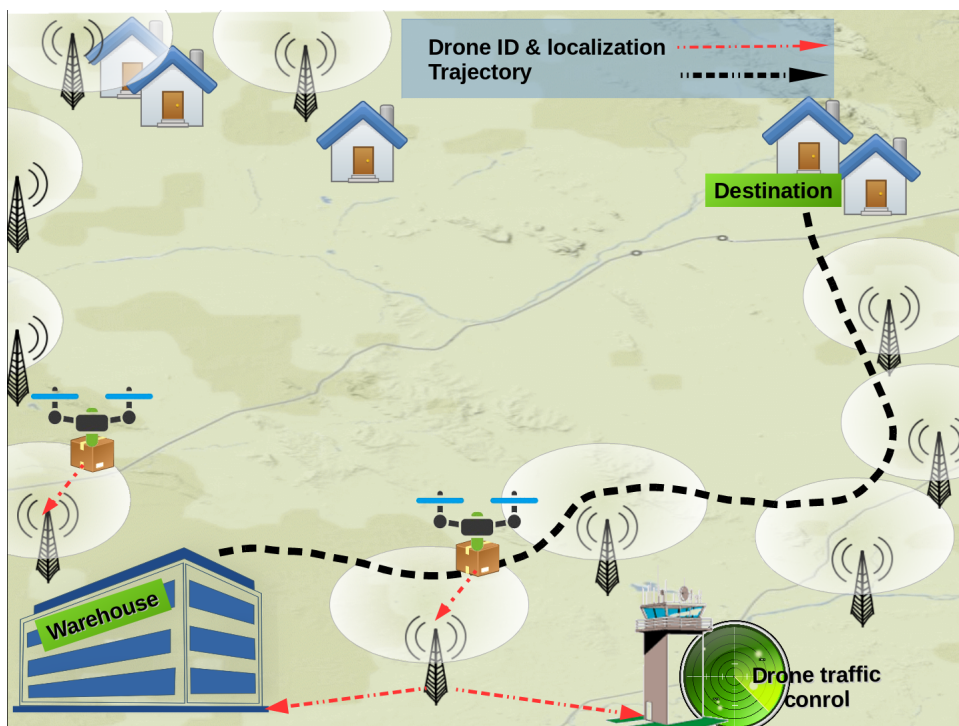 Drone ID & localization
Trajectory
Destination
Warehouse
Drone traffic
conrol